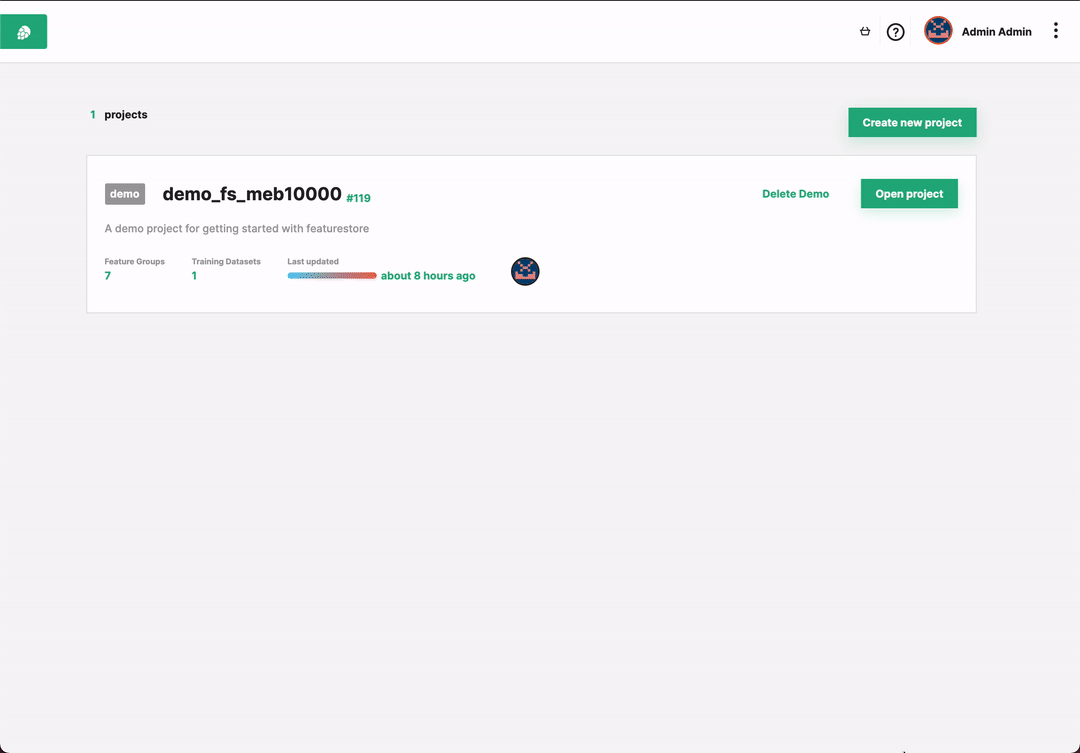 ? Admin Admin
1 projects
Create new project
demo demo_fs_meb10000 #119
Delete Demo Open project
A demo project for getting started with featurestore
Feature Groups Training Datasets Last updated
7 1 about 8 hours ago